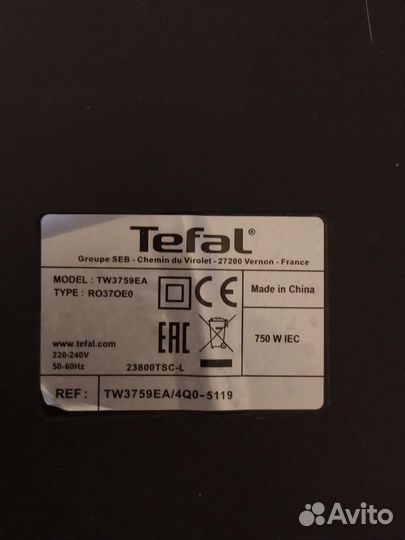 Tefal®
Groupe SEB - Chemin du Virolet - 27200 Vernon - France
MODEL : TW3759EA
TYPE : RO37OE0
CE
Made in China
EAC
www.tefal.com
220-240V
50-60Hz
23800TSC-L
750 W IEC
REF : TW3759EA/4Q0-5119
Avito